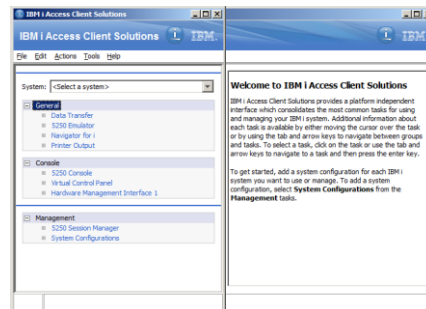 IBM i Access Client Solutions
IBM i Access Client Solutions IBM.
File Edit Actions Tools Help
System: <Select a system>
General
Data Transfer
5250 Emulator
Navigator for i
Printer Output
Console
5250 Console
Virtual Control Panel
Hardware Management Interface 1
Management
5250 Session Manager
System Configurations
IBM
Welcome to IBM i Access Client Solutions
IBM i Access Client Solutions provides a platform independent
interface which consolidates the most common tasks for using
and managing your IBM i system. Additional information about
each task is available by either moving the cursor over the task
or by using the tab and arrow keys to navigate between groups
and tasks. To select a task, click on the task or use the tab and
arrow keys to navigate to a task and then press the enter key.
To get started, add a system configuration for each IBM i
system you want to use or manage. To add a system
configuration, select System Configurations from the
Management tasks.